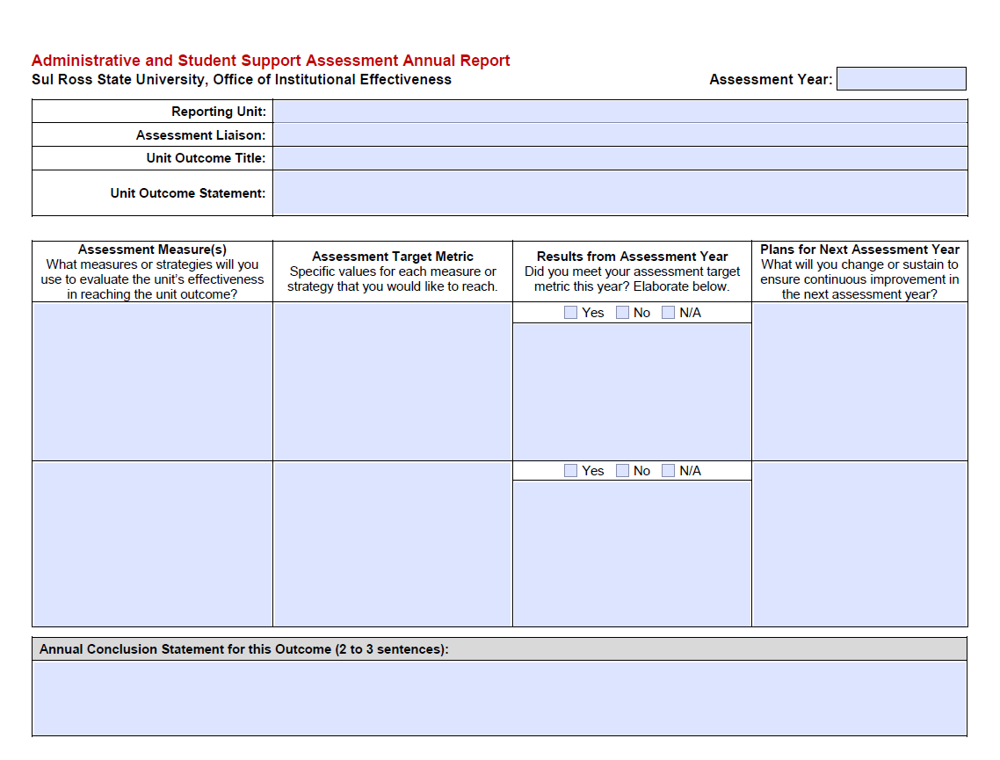 Administrative and Student Support Assessment Annual Report
Sul Ross State University, Office of Institutional Effectiveness
Assessment Year:
Reporting Unit:
Assessment Liaison:
Unit Outcome Title:
Unit Outcome Statement:
Assessment Measure(s)
What measures or strategies will you
use to evaluate the unit's effectiveness
in reaching the unit outcome?
Assessment Target Metric
Specific values for each measure or
strategy that you would like to reach.
Results from Assessment Year
Did you meet your assessment target
metric this year? Elaborate below.
Plans for Next Assessment Year
What will you change or sustain to
ensure continuous improvement in
the next assessment year?
Yes No N/A
Yes No N/A
Annual Conclusion Statement for this Outcome (2 to 3 sentences):